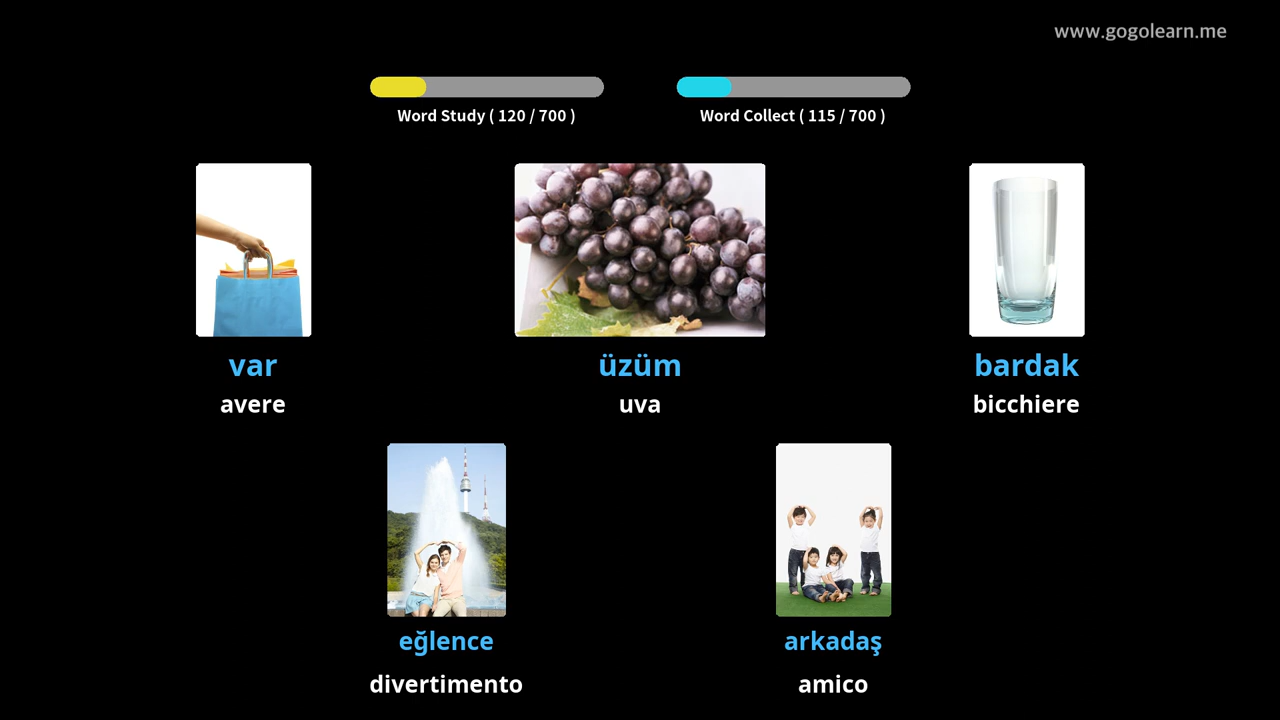 www.gogolearn.me
Word Study ( 120 / 700 )
Word Collect ( 115 / 700 )
var
avere
üzüm
uva
bardak
bicchiere
eğlence
divertimento
arkadaş
amico